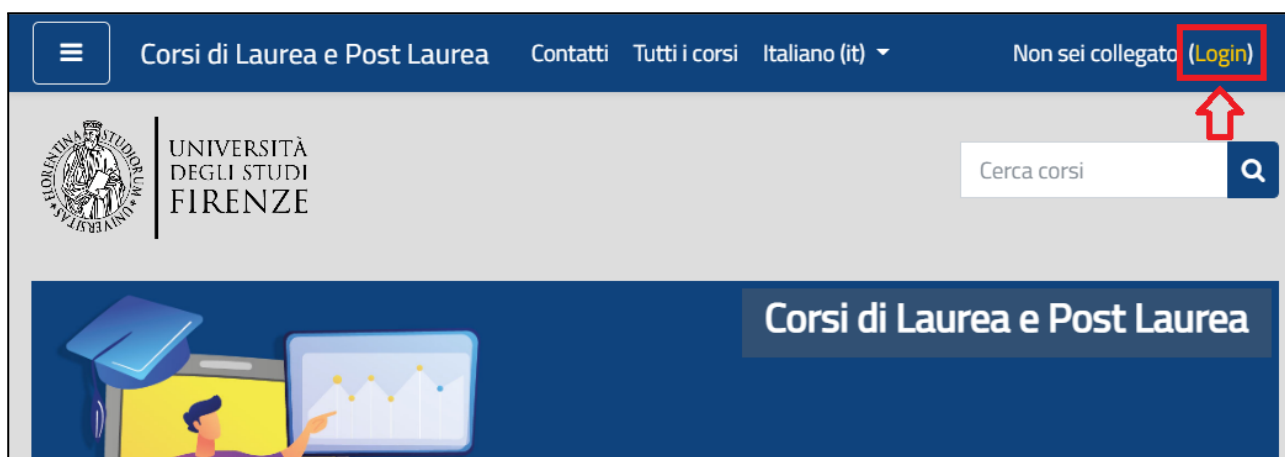 Corsi di Laurea e Post Laurea Contatti Tutti i corsi Italiano (it) Non sei collegato (Login)
UNIVERSITÀ
DEGLI STUDI
FIRENZE
Cerca corsi
Corsi di Laurea e Post Laurea